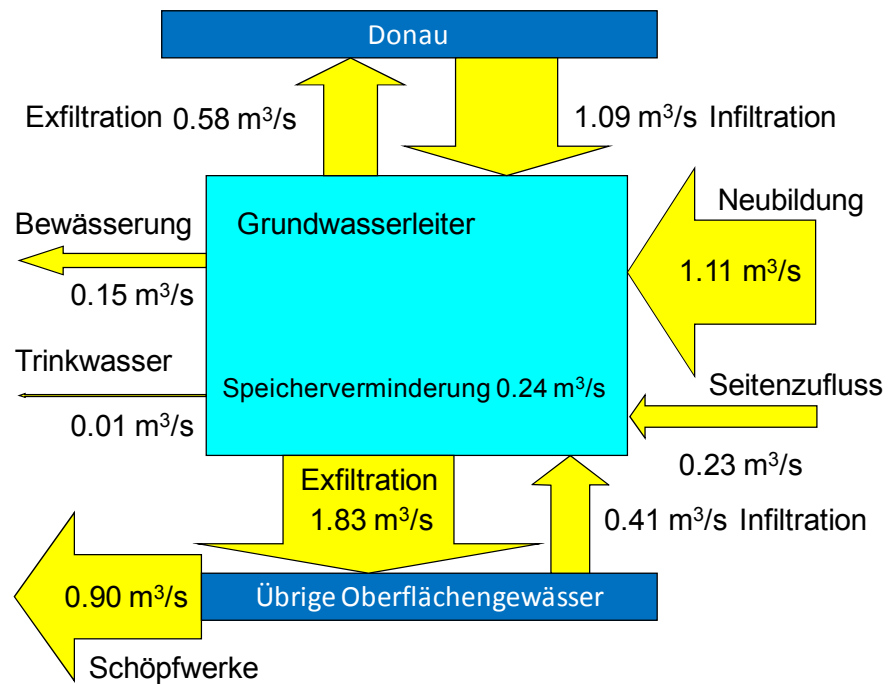 Donau
Exfiltration 0.58 m³/s
1.09 m³/s Infiltration
Bewässerung
0.15 m³/s
Grundwasserleiter
Neubildung
1.11 m³/s
Trinkwasser
0.01 m³/s
Speicherverminderung 0.24 m³/s
Seitenzufluss
0.23 m³/s
Exfiltration
1.83 m³/s
0.41 m³/s Infiltration
0.90 m³/s
Übrige Oberflächengewässer
Schöpfwerke